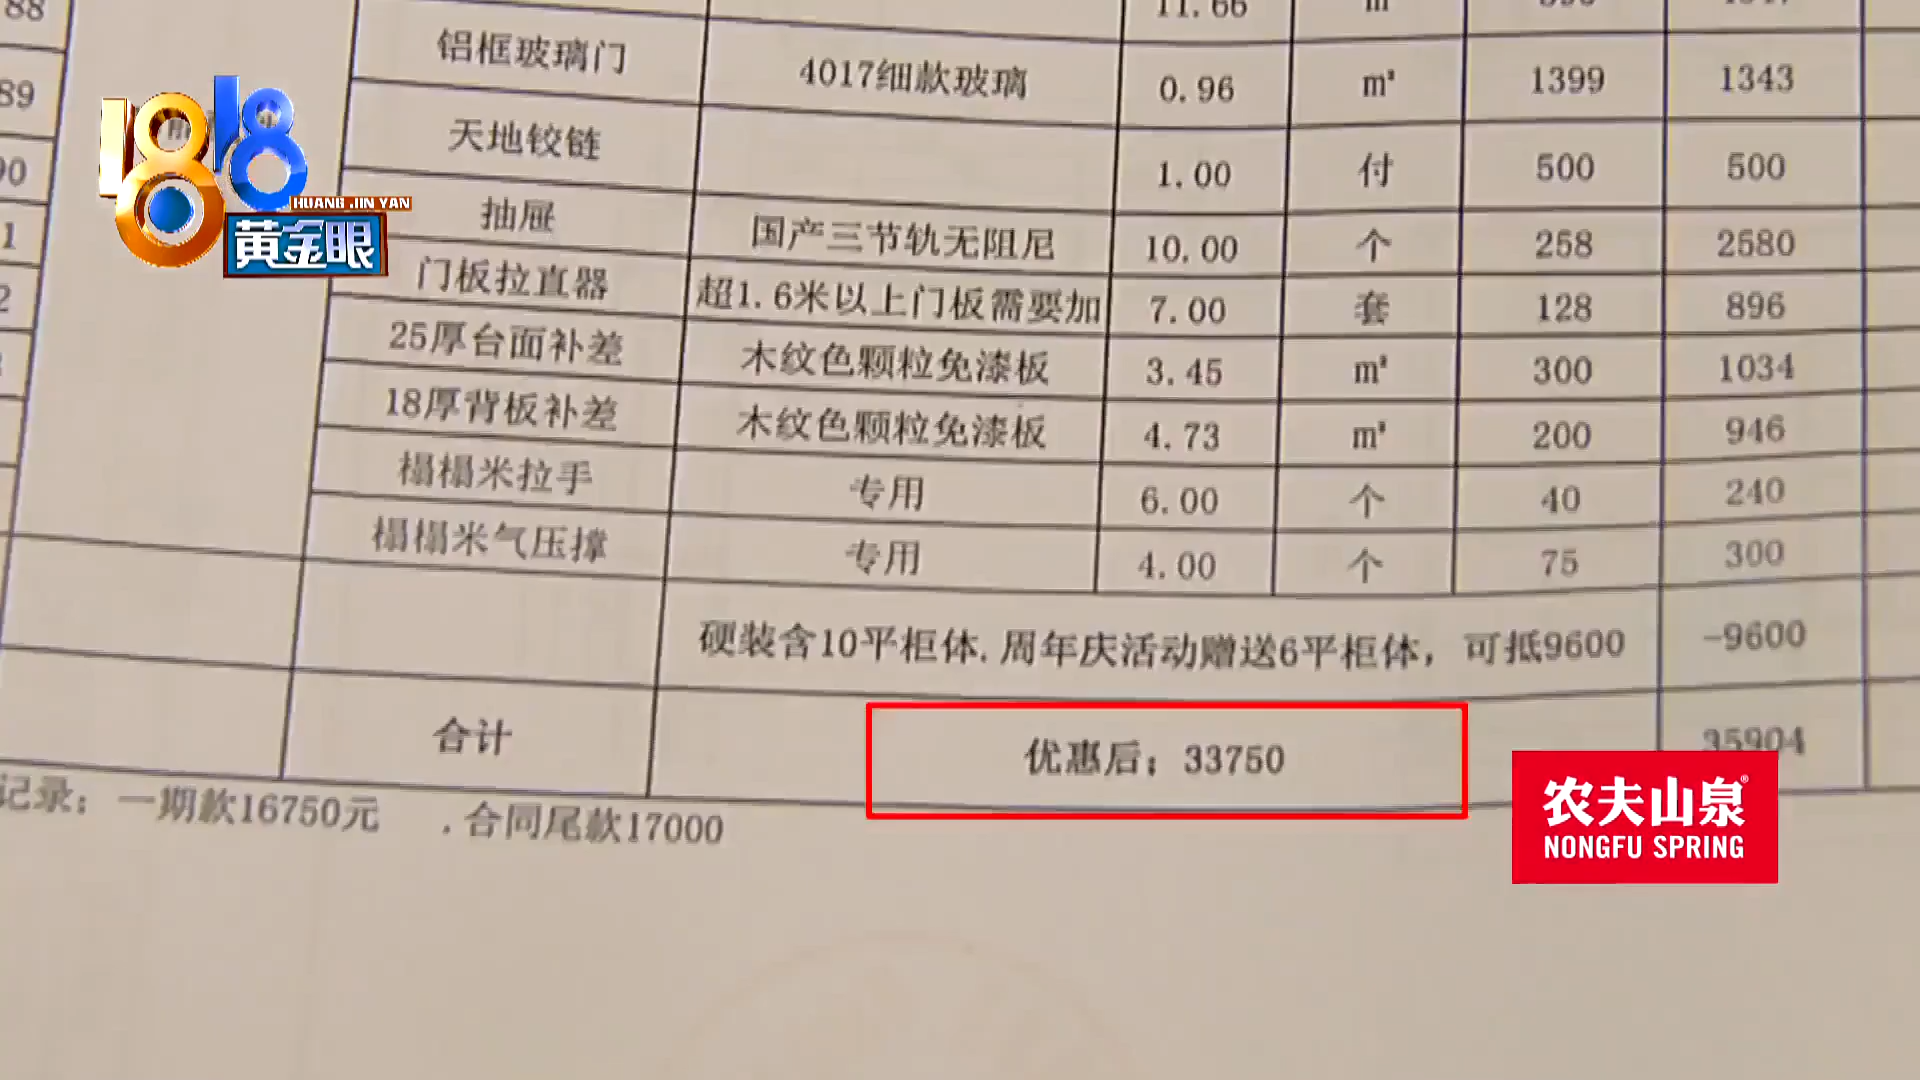 88 11.66
89 铝框玻璃门 4017细款玻璃 0.96 m² 1399 1343
天地铰链 1.00 付 500 500
抽屉 国产三节轨无阻尼 10.00 个 258 2580
门板拉直器 超1.6米以上门板需要加 7.00 套 128 896
25厚台面补差 木纹色颗粒免漆板 3.45 m² 300 1034
18厚背板补差 木纹色颗粒免漆板 4.73 m² 200 946
榻榻米拉手 专用 6.00 个 40 240
榻榻米气压撑 专用 4.00 个 75 300
硬装含10平柜体.周年庆活动赠送6平柜体，可抵9600 -9600
合计 优惠后：33750 35904
记录：一期款16750元 .合同尾款17000
1818
HUANG JIN YAN
黄金眼
农夫山泉®
NONGFU SPRING